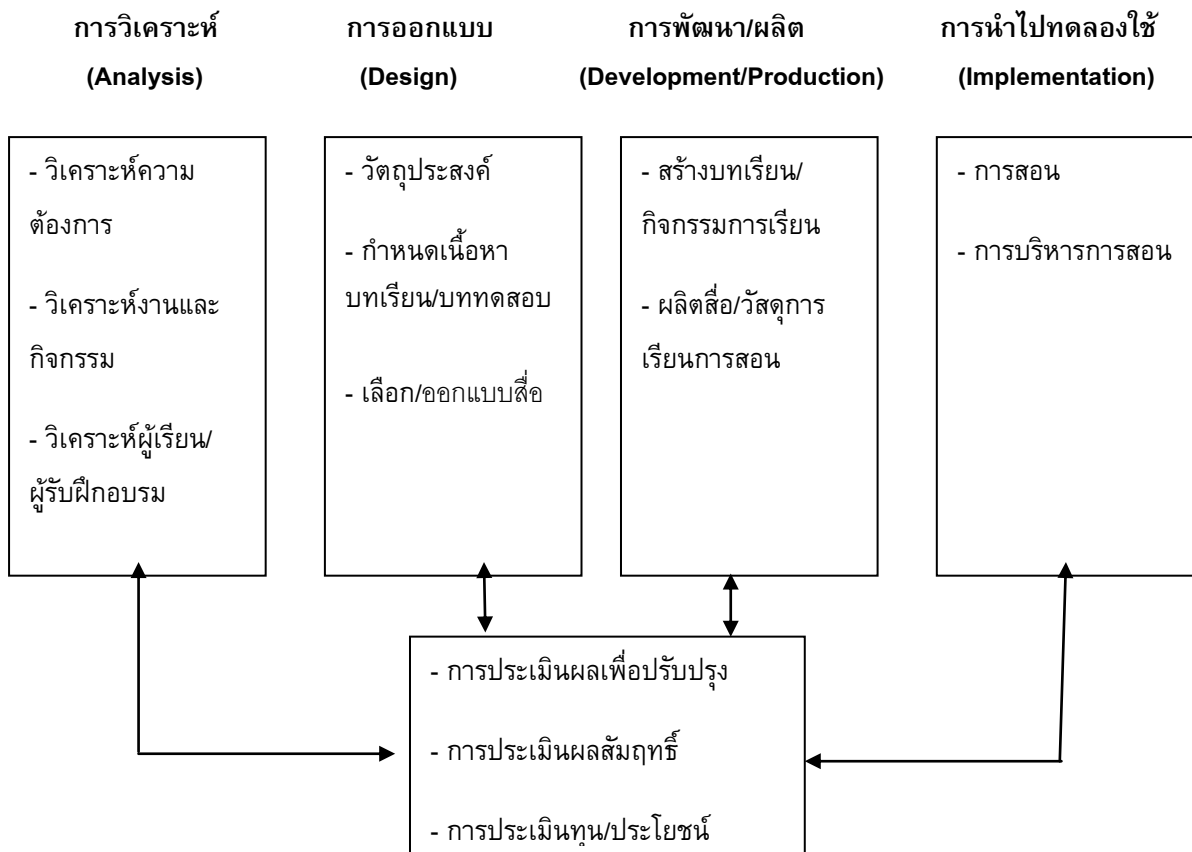 การวิเคราะห์
(Analysis)
การออกแบบ
(Design)
การพัฒนา/ผลิต
(Development/Production)
การนำไปทดลองใช้
(Implementation)
- วิเคราะห์ความ
ต้องการ
- วิเคราะห์งานและ
กิจกรรม
- วิเคราะห์ผู้เรียน/
ผู้รับฝึกอบรม
- วัตถุประสงค์
- กำหนดเนื้อหา
บทเรียน/บททดสอบ
- เลือก/ออกแบบสื่อ
- สร้างบทเรียน/
กิจกรรมการเรียน
- ผลิตสื่อ/วัสดุการ
เรียนการสอน
- การสอน
- การบริหารการสอน
- การประเมินผลเพื่อปรับปรุง
- การประเมินผลสัมฤทธิ์
- การประเมินทุน/ประโยชน์